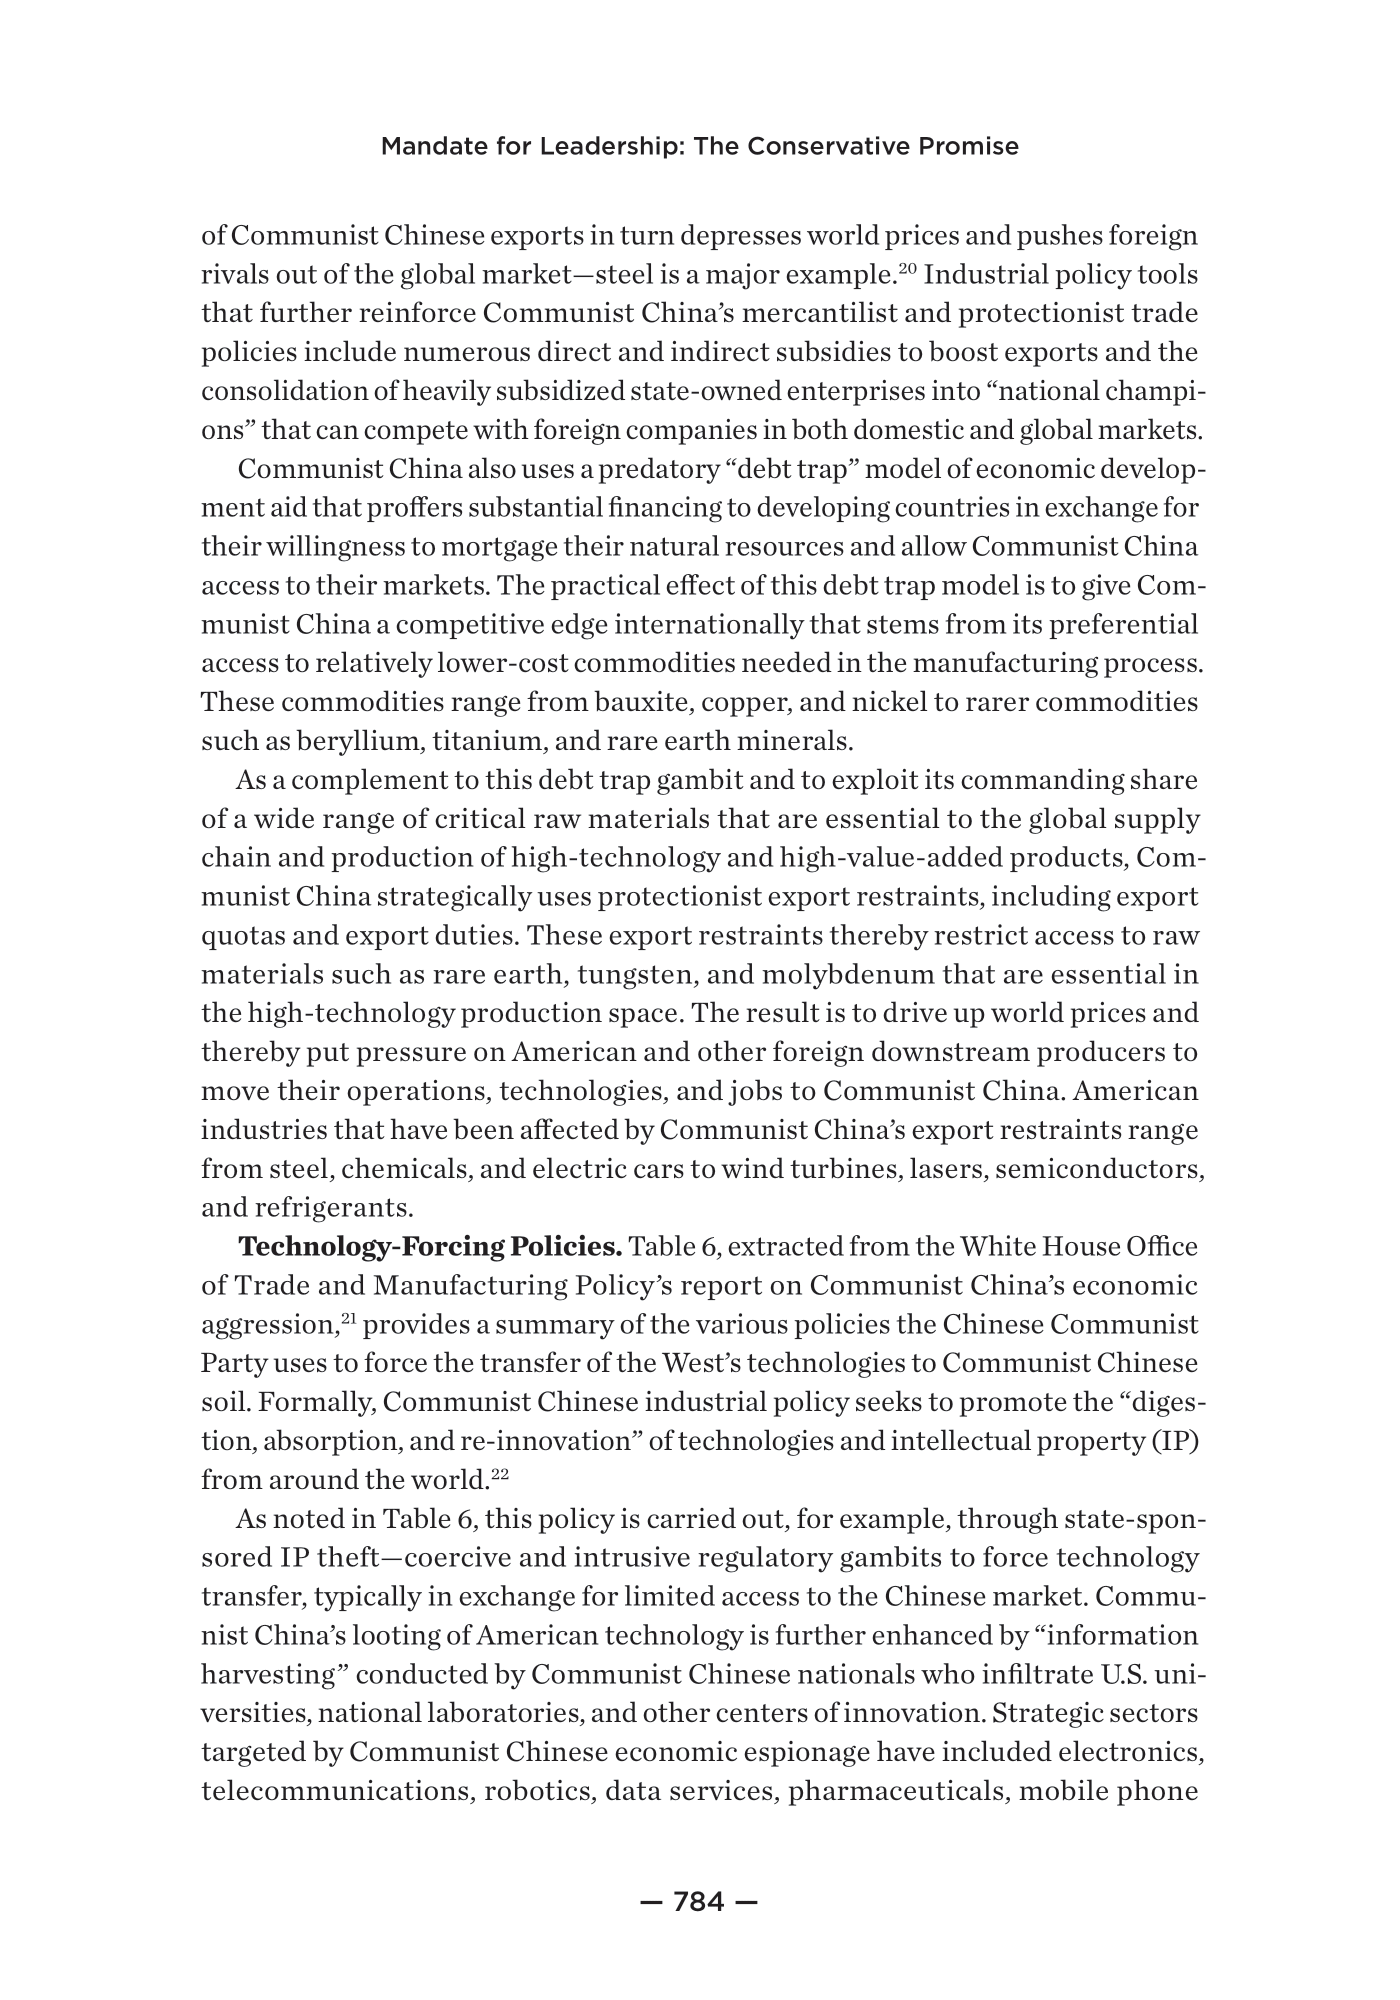 Mandate for Leadership: The Conservative Promise
of Communist Chinese exports in turn depresses world prices and pushes foreign
rivals out of the global market—steel is a major example.20 Industrial policy tools
that further reinforce Communist China’s mercantilist and protectionist trade
policies include numerous direct and indirect subsidies to boost exports and the
consolidation of heavily subsidized state-owned enterprises into “national champi-
ons” that can compete with foreign companies in both domestic and global markets.
Communist China also uses a predatory “debt trap” model of economic develop-
ment aid that proffers substantial financing to developing countries in exchange for
their willingness to mortgage their natural resources and allow Communist China
access to their markets. The practical effect of this debt trap model is to give Com-
munist China a competitive edge internationally that stems from its preferential
access to relatively lower-cost commodities needed in the manufacturing process.
These commodities range from bauxite, copper, and nickel to rarer commodities
such as beryllium, titanium, and rare earth minerals.
As a complement to this debt trap gambit and to exploit its commanding share
of a wide range of critical raw materials that are essential to the global supply
chain and production of high-technology and high-value-added products, Com-
munist China strategically uses protectionist export restraints, including export
quotas and export duties. These export restraints thereby restrict access to raw
materials such as rare earth, tungsten, and molybdenum that are essential in
the high-technology production space. The result is to drive up world prices and
thereby put pressure on American and other foreign downstream producers to
move their operations, technologies, and jobs to Communist China. American
industries that have been affected by Communist China’s export restraints range
from steel, chemicals, and electric cars to wind turbines, lasers, semiconductors,
and refrigerants.
Technology-Forcing Policies. Table 6, extracted from the White House Office
of Trade and Manufacturing Policy’s report on Communist China’s economic
aggression,21 provides a summary of the various policies the Chinese Communist
Party uses to force the transfer of the West’s technologies to Communist Chinese
soil. Formally, Communist Chinese industrial policy seeks to promote the “diges-
tion, absorption, and re-innovation” of technologies and intellectual property (IP)
from around the world.22
As noted in Table 6, this policy is carried out, for example, through state-spon-
sored IP theft—coercive and intrusive regulatory gambits to force technology
transfer, typically in exchange for limited access to the Chinese market. Commu-
nist China’s looting of American technology is further enhanced by “information
harvesting” conducted by Communist Chinese nationals who infiltrate U.S. uni-
versities, national laboratories, and other centers of innovation. Strategic sectors
targeted by Communist Chinese economic espionage have included electronics,
telecommunications, robotics, data services, pharmaceuticals, mobile phone
— 784 —